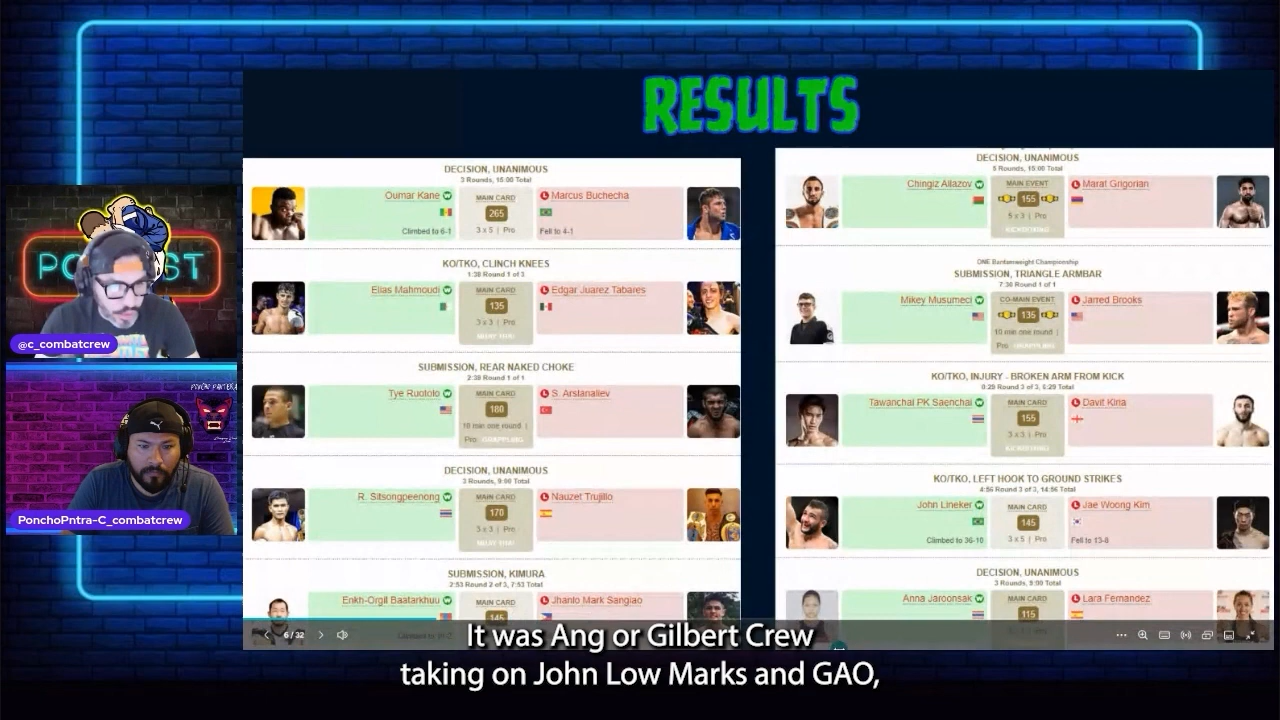 RESULTS
DECISION, UNANIMOUS
3 Rounds, 15:00 Total
Oumar Kane W
MAIN CARD
L Marcus Buchecha
265
Climbed to 6-1
3 x 5 | Pro
Fell to 4-1
KO/TKO, CLINCH KNEES
1:38 Round 1 of 3
Elias Mahmoudi W
MAIN CARD
L Edgar Juarez Tabares
135
3 x 3 | Pro
MUAY THAI
SUBMISSION, REAR NAKED CHOKE
2:38 Round 1 of 1
Tye Ruotolo W
MAIN CARD
L S. Arslanaliev
180
10 min one round |
Pro GRAPPLING
DECISION, UNANIMOUS
3 Rounds, 9:00 Total
R. Sitsongpeenong W
MAIN CARD
L Nauzet Trujillo
170
3 x 3 | Pro
MUAY THAI
SUBMISSION, KIMURA
2:53 Round 2 of 3, 7:53 Total
Enkh-Orgil Baatarkhuu W
MAIN CARD
L Jhanlo Mark Sangiao
145
6 / 32
DECISION, UNANIMOUS
5 Rounds, 15:00 Total
Chingiz Allazov W
MAIN EVENT
L Marat Grigorian
155
5 x 3 | Pro
KICKBOXING
ONE Bantamweight Championship
SUBMISSION, TRIANGLE ARMBAR
7:30 Round 1 of 1
Mikey Musumeci W
CO-MAIN EVENT
L Jarred Brooks
135
10 min one round |
Pro GRAPPLING
KO/TKO, INJURY - BROKEN ARM FROM KICK
0:29 Round 3 of 3, 6:29 Total
Tawanchai PK Saenchai W
MAIN CARD
L Davit Kiria
155
3 x 3 | Pro
KICKBOXING
KO/TKO, LEFT HOOK TO GROUND STRIKES
4:56 Round 3 of 3, 14:56 Total
John Lineker W
MAIN CARD
L Jae Woong Kim
145
Climbed to 36-10
3 x 5 | Pro
Fell to 13-8
DECISION, UNANIMOUS
3 Rounds, 9:00 Total
Anna Jaroonsak W
MAIN CARD
L Lara Fernandez
115
@c_combatcrew
PonchoPntra-C_combatcrew
It was Ang or Gilbert Crew
taking on John Low Marks and GAO,